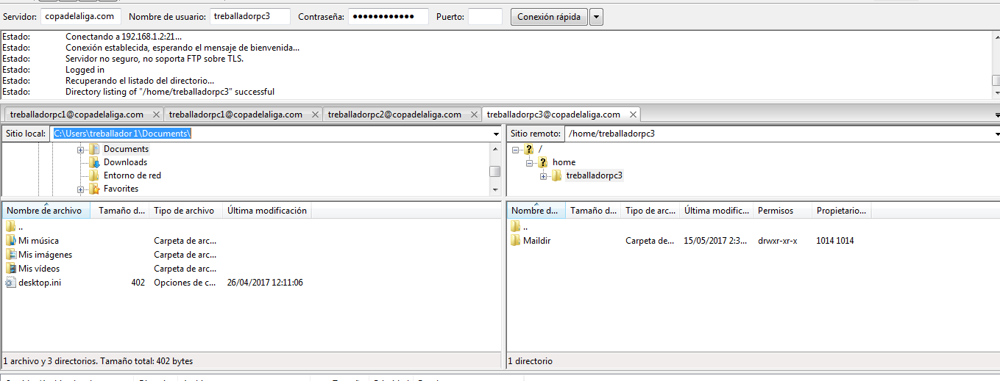 Servidor: copadelaliga.com Nombre de usuario: treballadorpc3 Contraseña: ●●●●●●●●●●●● Puerto: Conexión rápida
Estado: Conectando a 192.168.1.2:21...
Estado: Conexión establecida, esperando el mensaje de bienvenida...
Estado: Servidor no seguro, no soporta FTP sobre TLS.
Estado: Logged in
Estado: Recuperando el listado del directorio...
Estado: Directory listing of "/home/treballadorpc3" successful
treballadorpc1@copadelaliga.com treballadorpc1@copadelaliga.com treballadorpc2@copadelaliga.com treballadorpc3@copadelaliga.com
Sitio local: C:\Users\treballador1\Documents\
Documents
Downloads
Entorno de red
Favorites
Nombre de archivo Tamaño d... Tipo de archivo Última modificación
..
Mi música Carpeta de arc...
Mis imágenes Carpeta de arc...
Mis vídeos Carpeta de arc...
desktop.ini 402 Opciones de c... 26/04/2017 12:11:06
1 archivo y 3 directorios. Tamaño total: 402 bytes
Sitio remoto: /home/treballadorpc3
/
home
treballadorpc3
Nombre d... Tamaño d... Tipo de arc... Última modific... Permisos Propietario...
..
Maildir Carpeta de... 15/05/2017 2:3... drwxr-xr-x 1014 1014
1 directorio